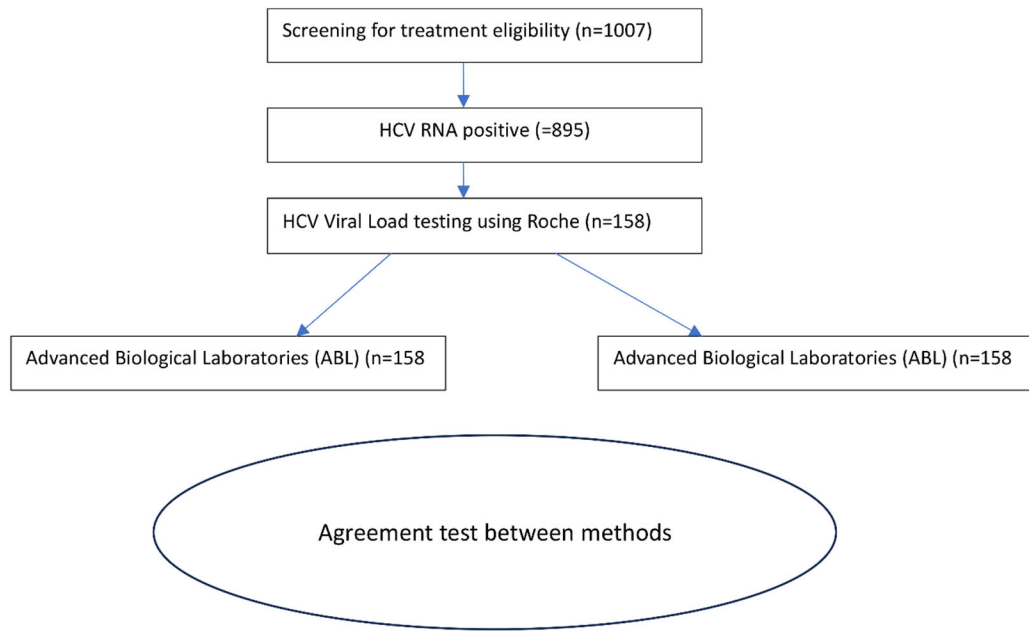 Screening for treatment eligibility (n=1007)
HCV RNA positive (=895)
HCV Viral Load testing using Roche (n=158)
Advanced Biological Laboratories (ABL) (n=158
Advanced Biological Laboratories (ABL) (n=158
Agreement test between methods